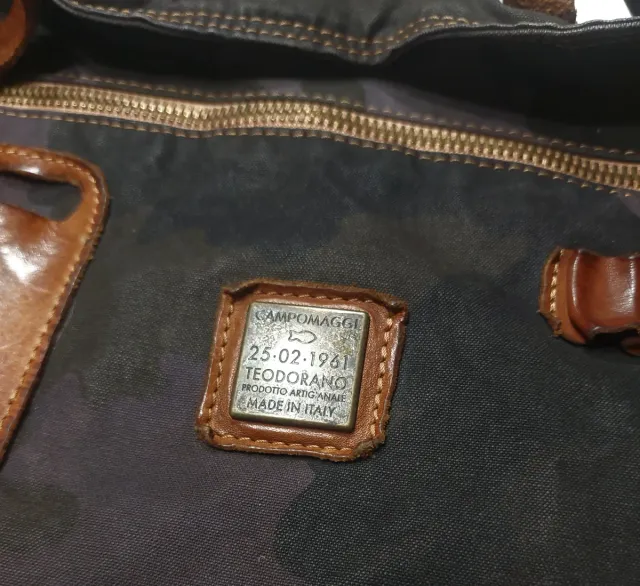 CAMPOMAGGI
25·02·1961
TEODORANO
PRODOTTO ARTIGIANALE
MADE IN ITALY